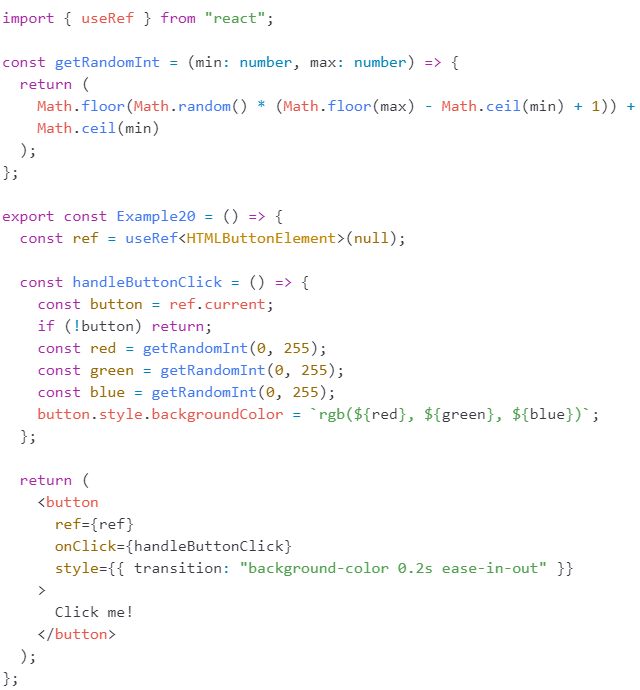 import { useRef } from "react";

const getRandomInt = (min: number, max: number) => {
  return (
    Math.floor(Math.random() * (Math.floor(max) - Math.ceil(min) + 1)) +
    Math.ceil(min)
  );
};

export const Example20 = () => {
  const ref = useRef<HTMLButtonElement>(null);

  const handleButtonClick = () => {
    const button = ref.current;
    if (!button) return;
    const red = getRandomInt(0, 255);
    const green = getRandomInt(0, 255);
    const blue = getRandomInt(0, 255);
    button.style.backgroundColor = `rgb(${red}, ${green}, ${blue})`;
  };

  return (
    <button
      ref={ref}
      onClick={handleButtonClick}
      style={{ transition: "background-color 0.2s ease-in-out" }}
    >
      Click me!
    </button>
  );
};